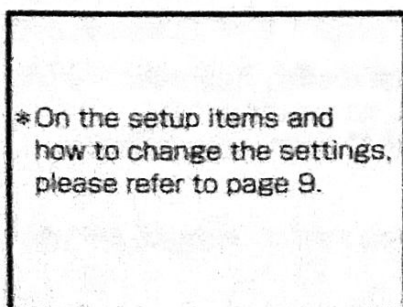 *On the setup items and
how to change the settings,
please refer to page 9.